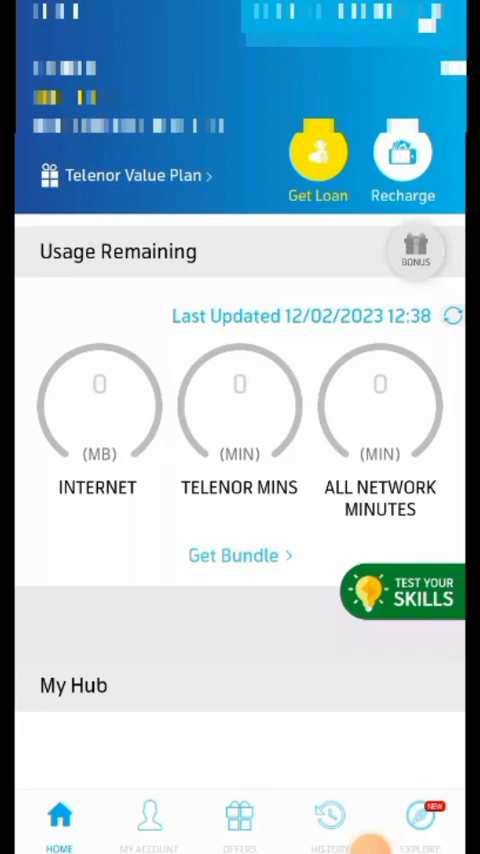 Telenor Value Plan >
Get Loan
Recharge
Usage Remaining
BONUS
Last Updated 12/02/2023 12:38
0
0
0
(MB)
(MIN)
(MIN)
INTERNET
TELENOR MINS
ALL NETWORK
MINUTES
Get Bundle >
TEST YOUR
SKILLS
My Hub
NEW
HOME
MY ACCOUNT
OFFERS
HISTORY
EXPLORE